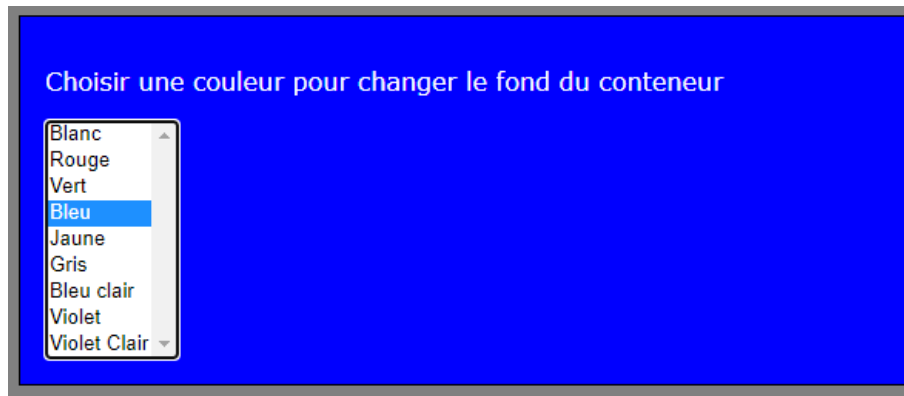 Choisir une couleur pour changer le fond du conteneur
Blanc
Rouge
Vert
Bleu
Jaune
Gris
Bleu clair
Violet
Violet Clair